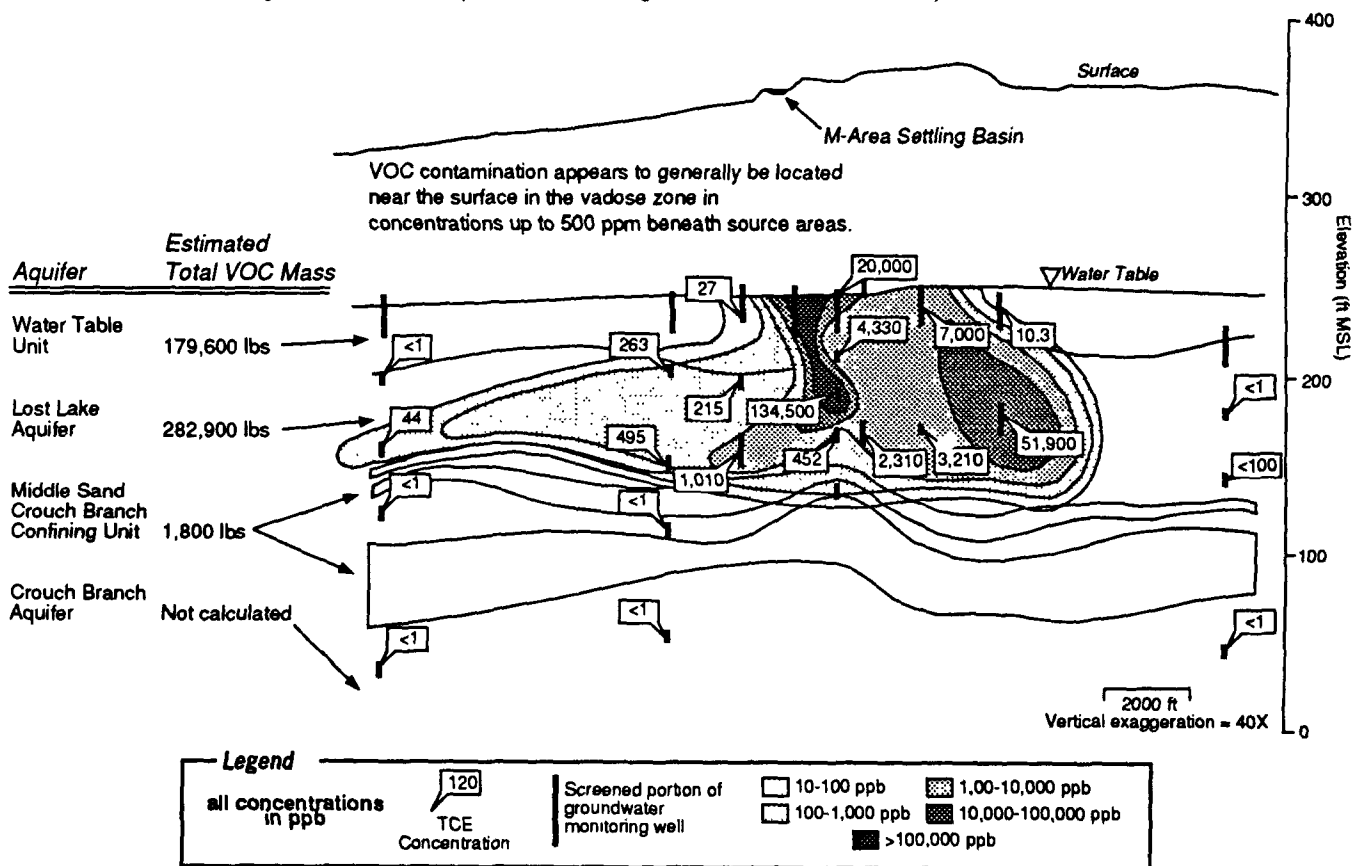 400
Surface
M-Area Settling Basin
VOC contamination appears to generally be located
near the surface in the vadose zone in
concentrations up to 500 ppm beneath source areas.
300
Elevation (ft MSL)
Aquifer
Estimated
Total VOC Mass
Water Table
20,000
27
Water Table
Unit
179,600 lbs
<1
263
4,330
7,000
10.3
200
<1
Lost Lake
Aquifer
282,900 lbs
44
215
134,500
495
452
2,310
3,210
51,900
1,010
<100
Middle Sand
Crouch Branch
Confining Unit
1,800 lbs
<1
<1
100
Crouch Branch
Aquifer
Not calculated
<1
<1
<1
2000 ft
Vertical exaggeration = 40X
0
Legend
all concentrations
in ppb
120
TCE
Concentration
Screened portion of
groundwater
monitoring well
10-100 ppb
100-1,000 ppb
1,00-10,000 ppb
10,000-100,000 ppb
>100,000 ppb